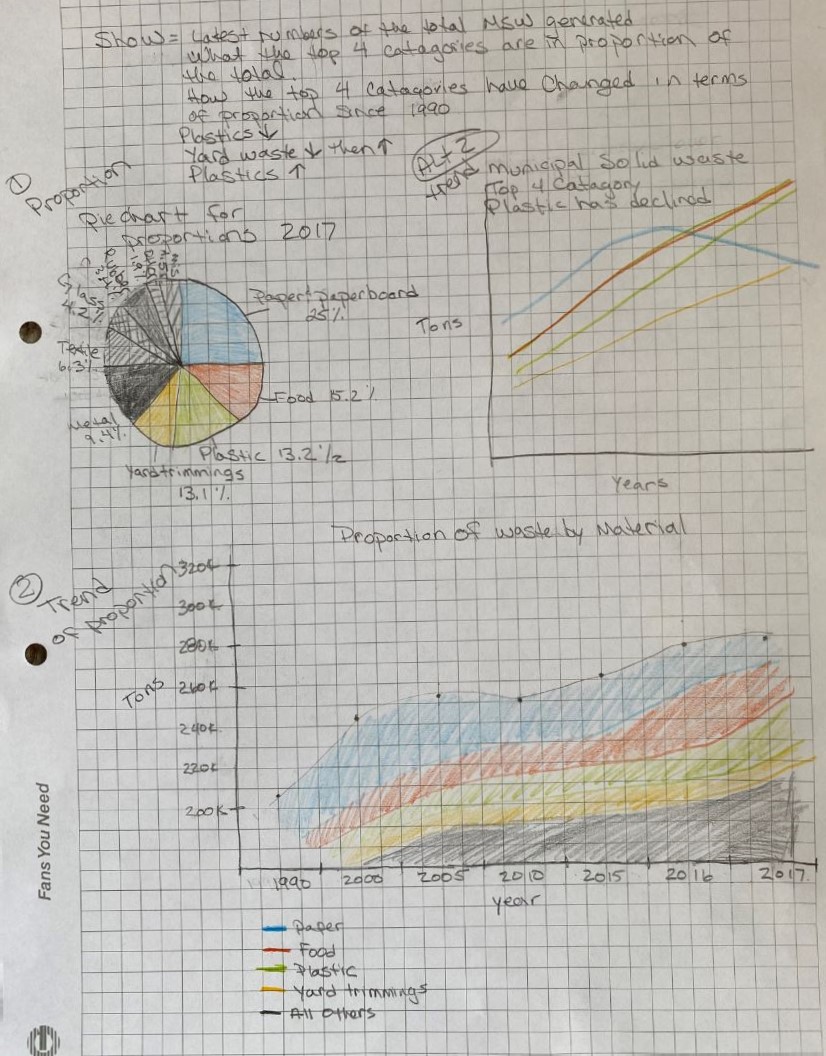 Show = Latest numbers of the total MSW generated
What the top 4 catagories are in proportion of
the total.
How the top 4 catagories have changed in terms
of proportion since 1990
Plastics ↓
Yard waste ↓ then ↑
Plastics ↑
① Proportion
Pie chart for
proportions 2017
Paper + paperboard
25%
Food 15.2%
Plastic 13.2%
Yard trimmings
13.1%
Metal
9.4%
Textile
6.3%
Glass
4.2%
Alt 2
trend
Municipal Solid waste
Top 4 Catagory
Plastic has declined
Tons
Years
Proportion of waste by Material
② Trend
of proportion
320K
300K
280K
Tons
260K
240K
220K
200K
1990
2000
2005
2010
2015
2016
2017
year
Paper
Food
Plastic
Yard trimmings
All others
Fans You Need